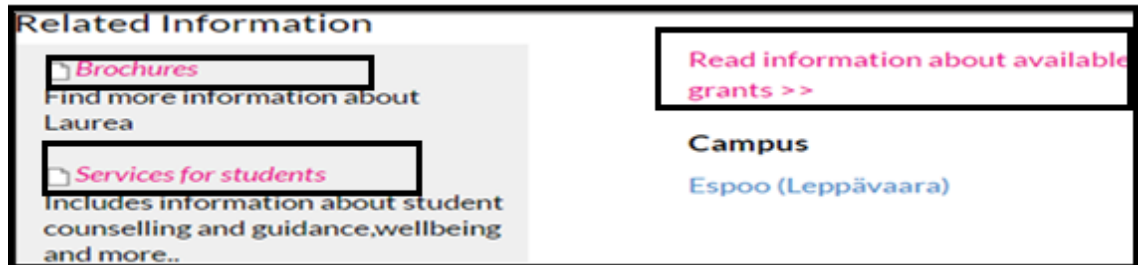 Related Information
Brochures
Find more information about
Laurea
Services for students
Includes information about student
counselling and guidance,wellbeing
and more..
Read information about available
grants >>
Campus
Espoo (Leppävaara)